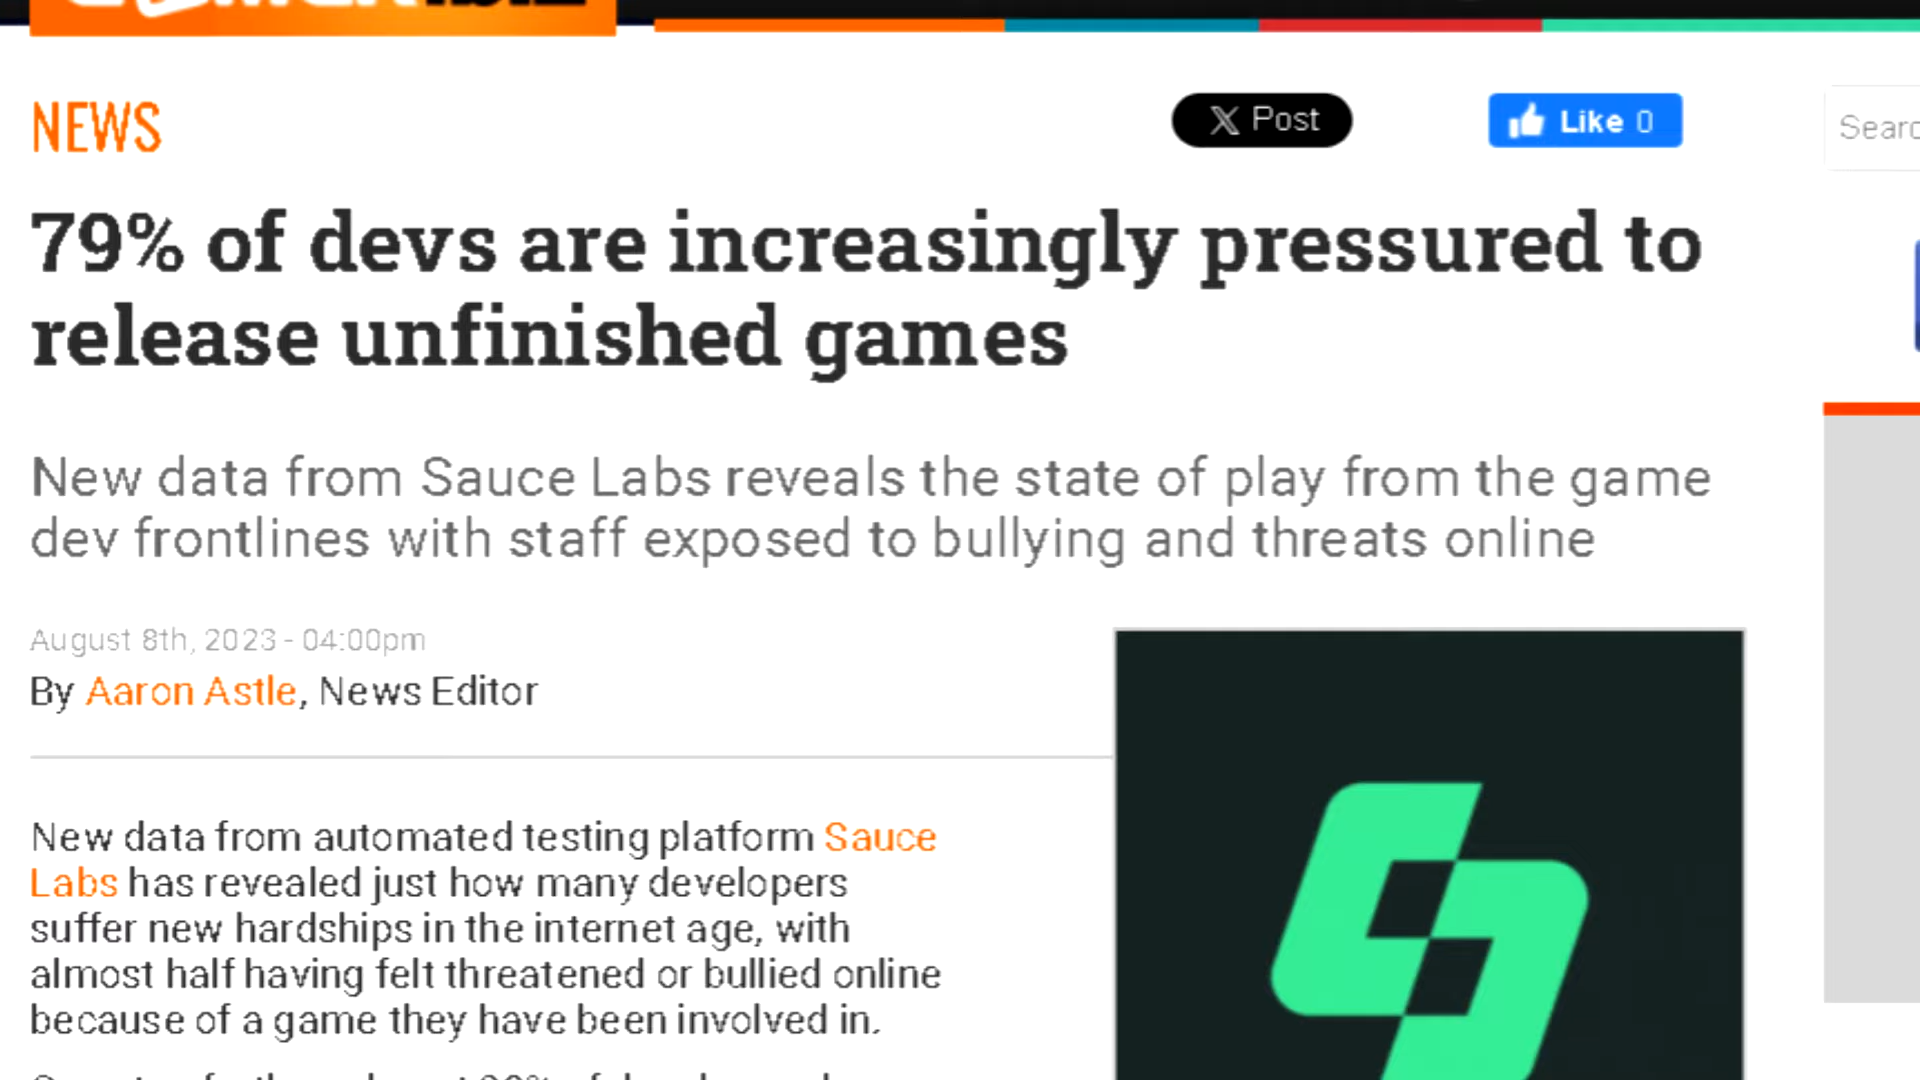 NEWS
Post
Like 0
Searc
79% of devs are increasingly pressured to
release unfinished games
New data from Sauce Labs reveals the state of play from the game
dev frontlines with staff exposed to bullying and threats online
August 8th, 2023 - 04:00pm
By Aaron Astle, News Editor
New data from automated testing platform Sauce
Labs has revealed just how many developers
suffer new hardships in the internet age, with
almost half having felt threatened or bullied online
because of a game they have been involved in.